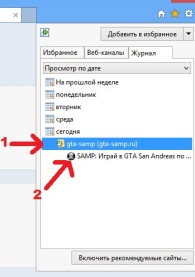 ×
Добавить в избранное
Избранное Веб-каналы Журнал
Просмотр по дате
На прошлой неделе
понедельник
вторник
среда
сегодня
1
gta-samp (gta-samp.ru)
SAMP: Играй в GTA San Andreas по ...
2
Включить рекомендуемые сайты...